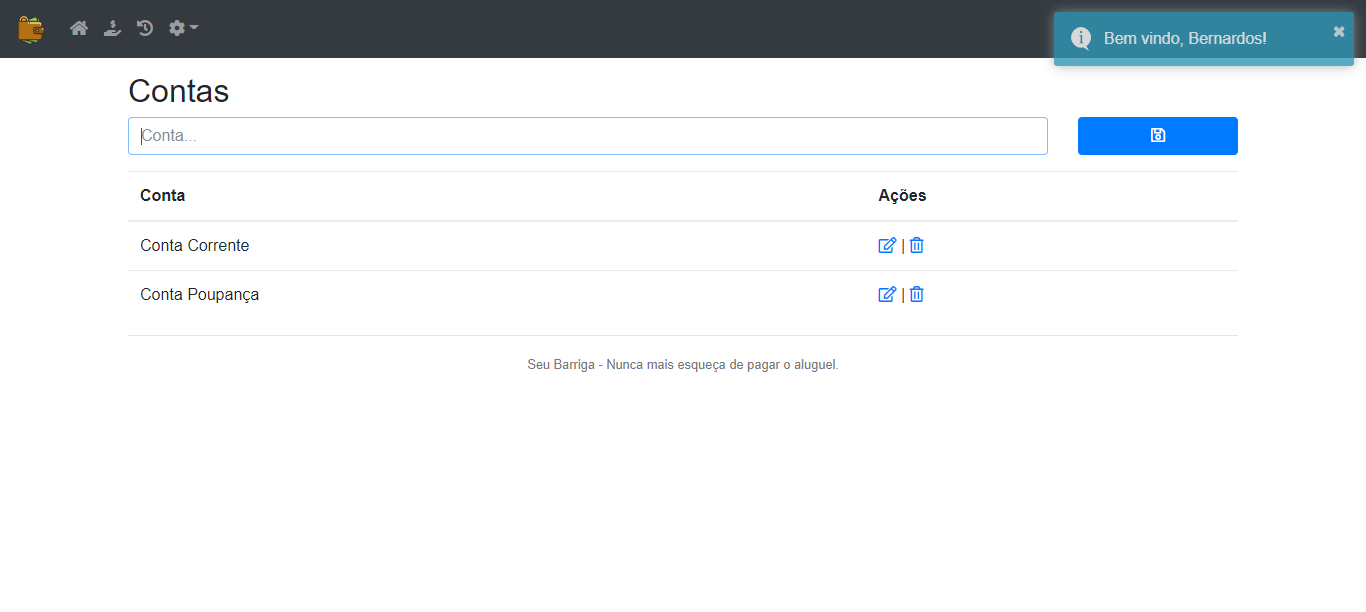 Bem vindo, Bernardos!
Contas
Conta...
Conta Ações
Conta Corrente
|
Conta Poupança
|
Seu Barriga - Nunca mais esqueça de pagar o aluguel.